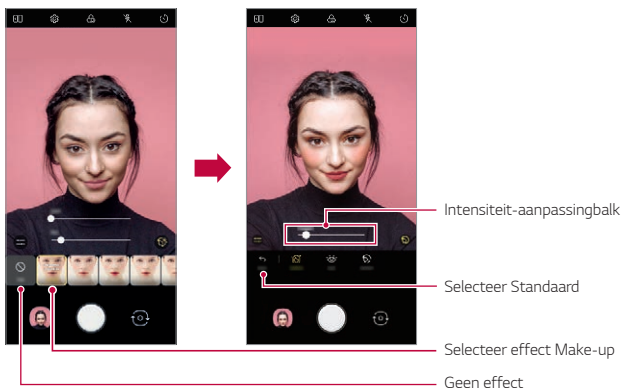 Intensiteit-aanpassingbalk
Selecteer Standaard
Selecteer effect Make-up
Geen effect